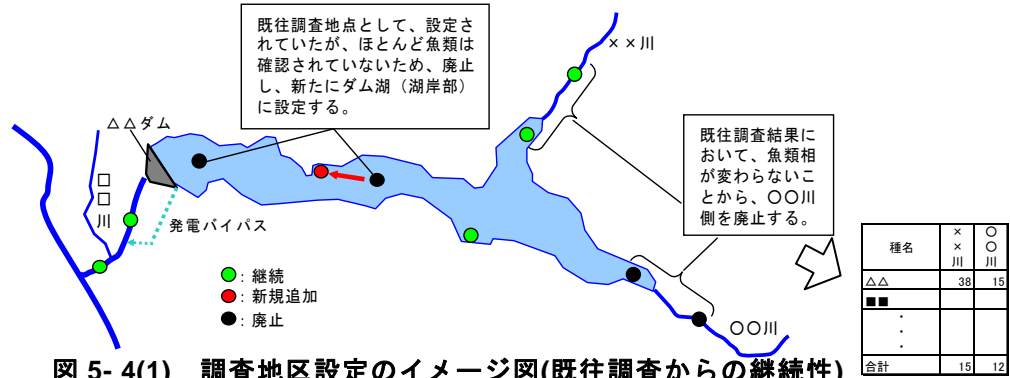 既往調査地点として、設定さ
れていたが、ほとんど魚類は
確認されていないため、廃止
し、新たにダム湖（湖岸部）
に設定する。
××川
△△ダム
□□川
発電バイパス
既往調査結果に
おいて、魚類相
が変わらないこ
とから、〇〇川
側を廃止する。
：継続
：新規追加
：廃止
〇〇川
種名 ××川 〇〇川
△△ 38 15
■■
・
・
・
合計 15 12
図 5- 4(1) 調査地区設定のイメージ図(既往調査からの継続性)